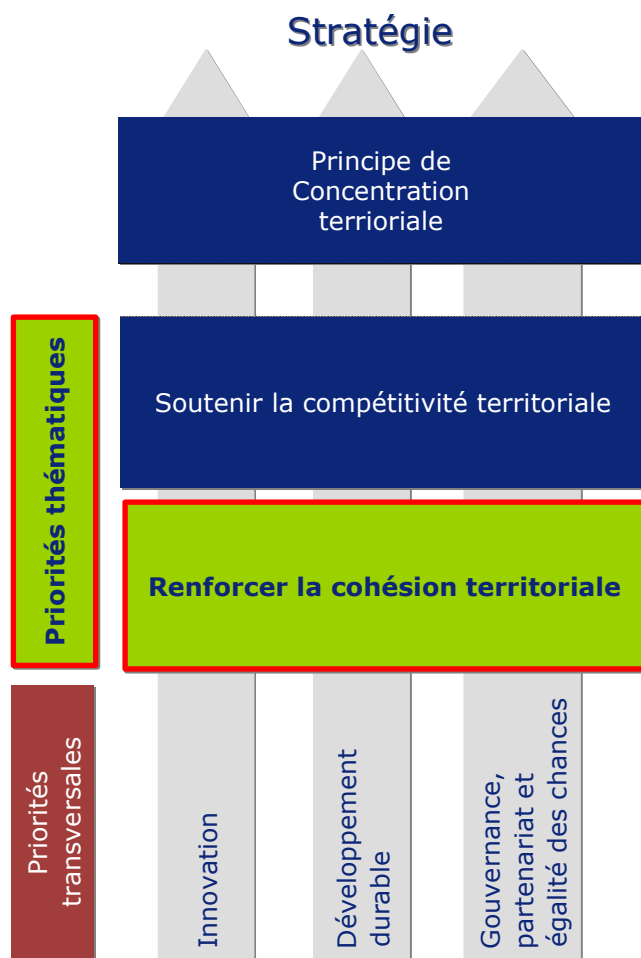 Stratégie
Principe de
Concentration
terrioriale
Priorités thématiques
Soutenir la compétitivité territoriale
Renforcer la cohésion territoriale
Priorités
transversales
Innovation
Développement
durable
Gouvernance,
partenariat et
égalité des chances